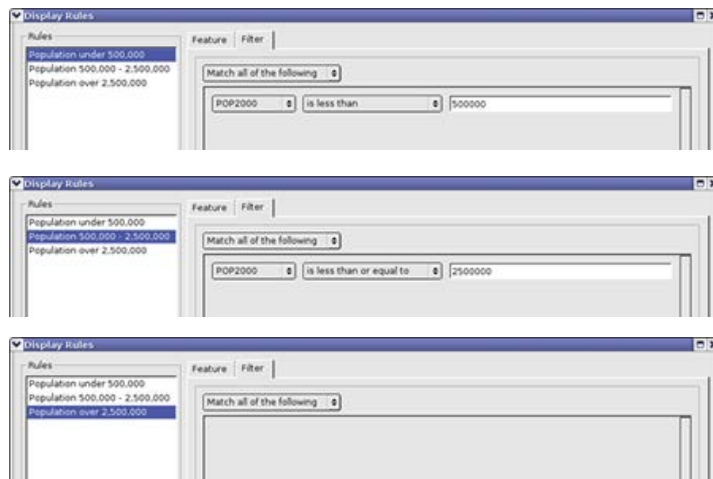 Display Rules
Rules
Population under 500,000
Population 500,000 - 2,500,000
Population over 2,500,000
Feature Filter
Match all of the following
POP2000 is less than 500000
Display Rules
Rules
Population under 500,000
Population 500,000 - 2,500,000
Population over 2,500,000
Feature Filter
Match all of the following
POP2000 is less than or equal to 2500000
Display Rules
Rules
Population under 500,000
Population 500,000 - 2,500,000
Population over 2,500,000
Feature Filter
Match all of the following